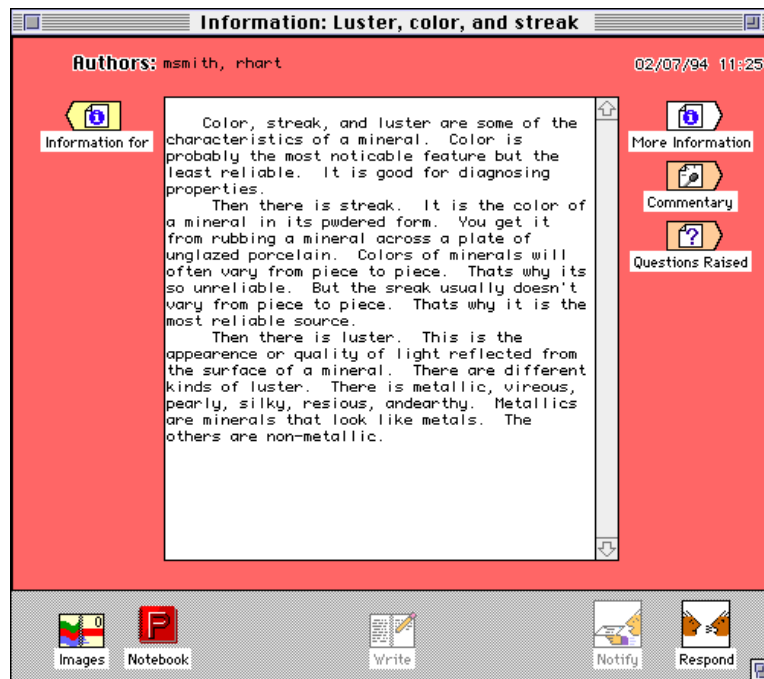 Information: Luster, color, and streak
Authors: msmith, rhart
02/07/94 11:25
Information for
Color, streak, and luster are some of the
characteristics of a mineral. Color is
probably the most noticable feature but the
least reliable. It is good for diagnosing
properties.
Then there is streak. It is the color of
a mineral in its pwdered form. You get it
from rubbing a mineral across a plate of
unglazed porcelain. Colors of minerals will
often vary from piece to piece. Thats why its
so unreliable. But the sreak usually doesn't
vary from piece to piece. Thats why it is the
most reliable source.
Then there is luster. This is the
appearence or quality of light reflected from
the surface of a mineral. There are different
kinds of luster. There is metallic, vireous,
pearly, silky, resious, andearthy. Metallics
are minerals that look like metals. The
others are non-metallic.
More Information
Commentary
Questions Raised
0
Images
P
Notebook
Write
Notify
Respond